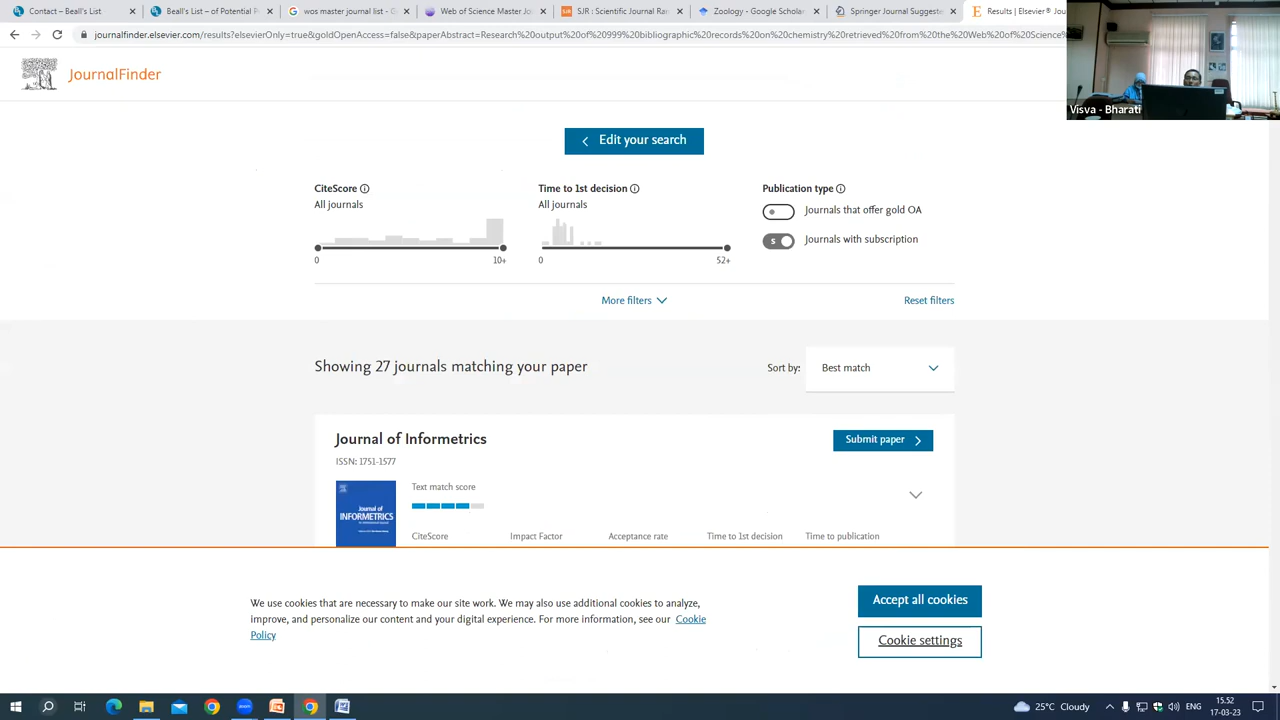 Contact – Beall's List
Beall's List – of Potential P
wos master journal list - G
Web of Science Master Jo
SJR : Scientific Journal Ran
Zoology - Google Scholar
Springer Journal Suggeste
Results | Elsevier® Jour
journalfinder.elsevier.com/results?elsevierOnly=true&goldOpenAccess=false&paperAbstract=Research%20output%20of%20999%20bibliographic%20records%20on%20chemistry%20retrieved%20from%20the%20Web%20of%20Science%
JournalFinder
Visva - Bharati
Edit your search
CiteScore
Time to 1st decision
Publication type
All journals
All journals
Journals that offer gold OA
S
Journals with subscription
0
10+
0
52+
More filters
Reset filters
Showing 27 journals matching your paper
Sort by:
Best match
Journal of Informetrics
Submit paper
ISSN: 1751-1577
Text match score
Journal of
INFORMETRICS
CiteScore
Impact Factor
Acceptance rate
Time to 1st decision
Time to publication
We use cookies that are necessary to make our site work. We may also use additional cookies to analyze,
improve, and personalize our content and your digital experience. For more information, see our Cookie
Policy
Accept all cookies
Cookie settings
25°C Cloudy
ENG
15.52
17-03-23